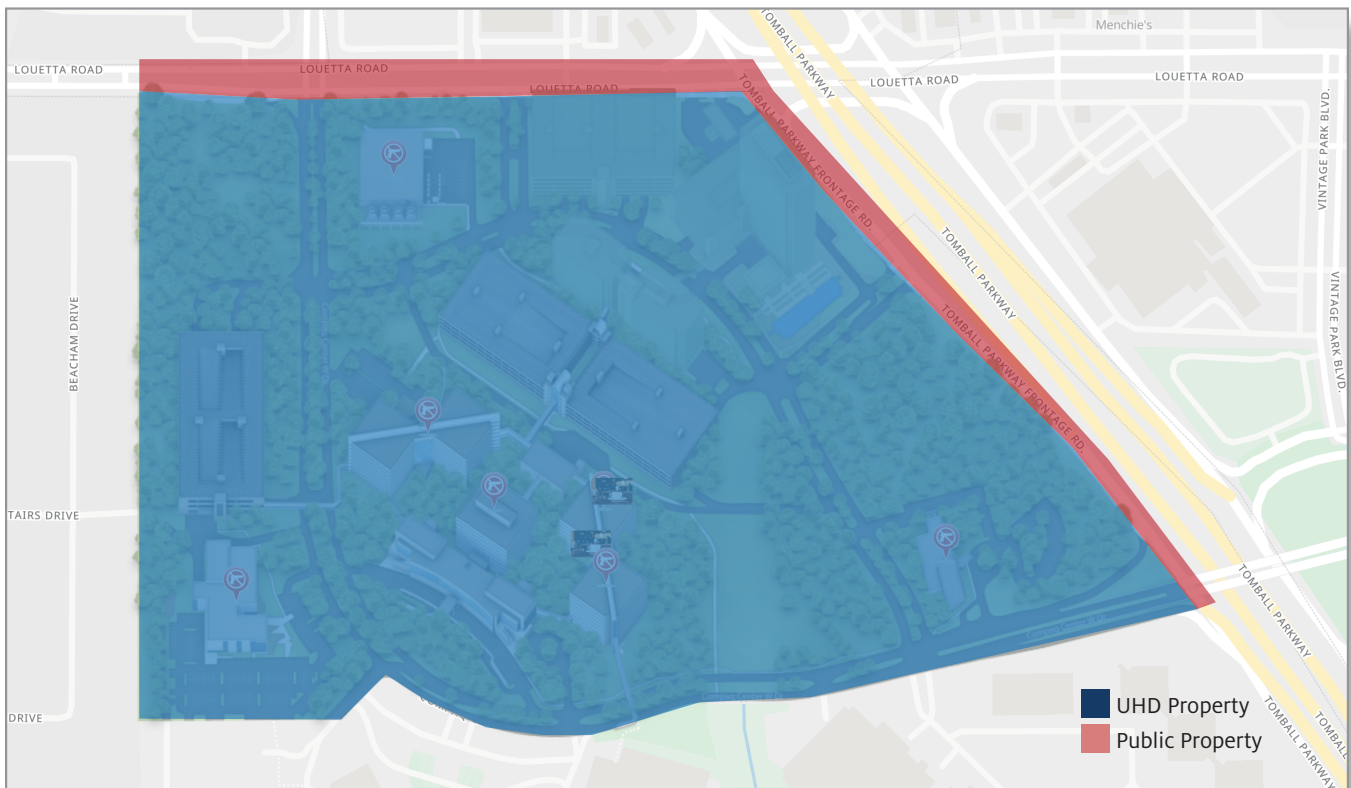 Menchie's
TOMBALL PARKWAY
TOMBALL PARKWAY
LOUETTA ROAD
LOUETTA ROAD
LOUETTA ROAD
LOUETTA ROAD
LOUETTA ROAD
TOMBALL PARKWAY FRONTAGE RD.
VINTAGE PARK BLVD.
TOMBALL PARKWAY
VINTAGE PARK BLVD.
BEACHAM DRIVE
TOMBALL PARKWAY FRONTAGE RD.
TAIRS DRIVE
TOMBALL PARKWAY
DRIVE
TOMBALL PARKWAY
TOMBALL
UHD Property
Public Property